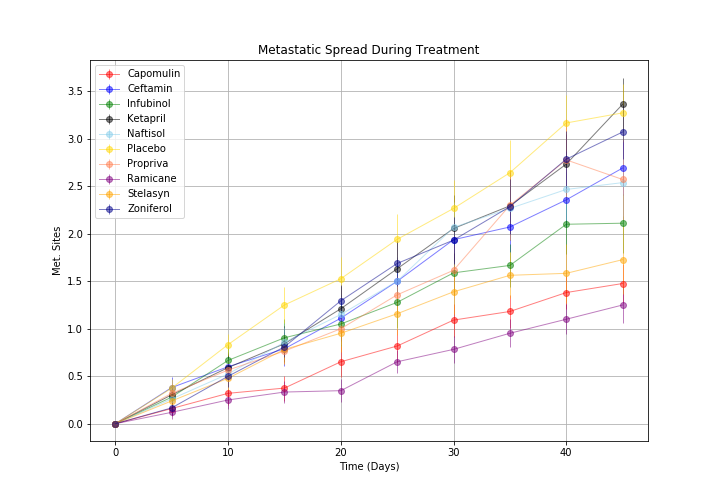 Metastatic Spread During Treatment
Capomulin
Ceftamin
Infubinol
Ketapril
Naftisol
Placebo
Propriva
Ramicane
Stelasyn
Zoniferol
Met. Sites
3.5
3.0
2.5
2.0
1.5
1.0
0.5
0.0
0 10 20 30 40
Time (Days)